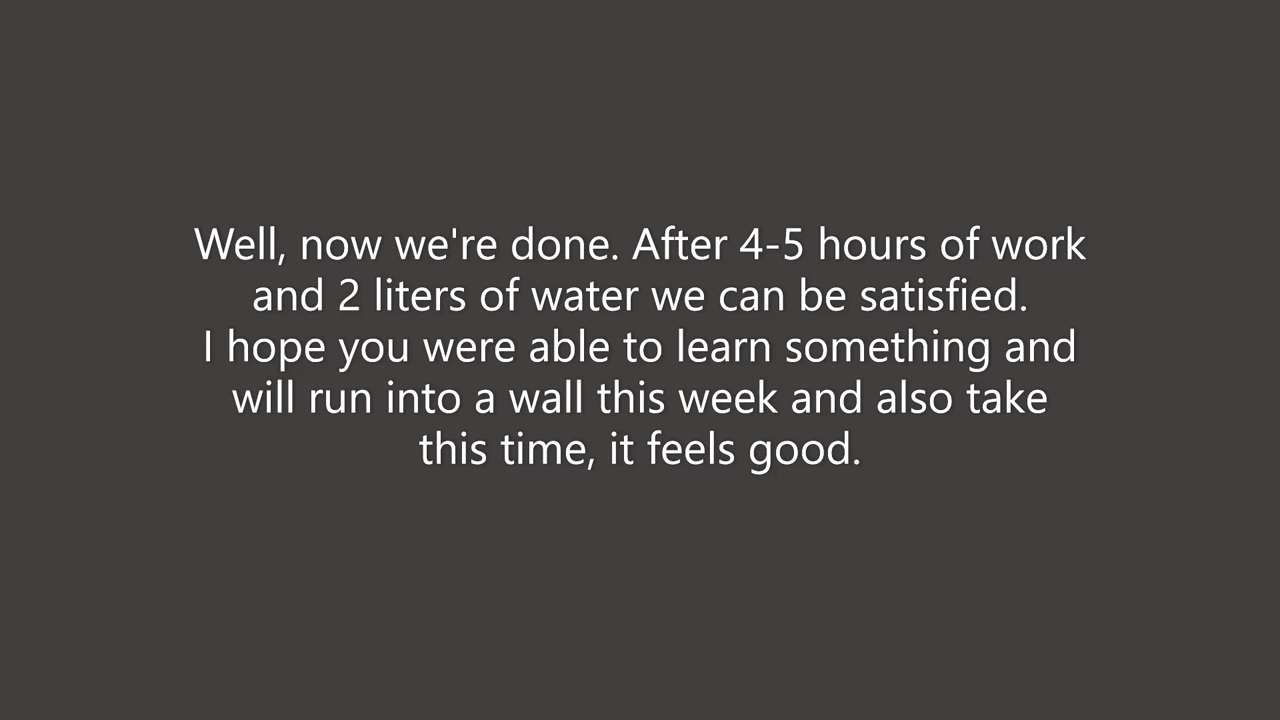 Well, now we're done. After 4-5 hours of work
and 2 liters of water we can be satisfied.
I hope you were able to learn something and
will run into a wall this week and also take
this time, it feels good.